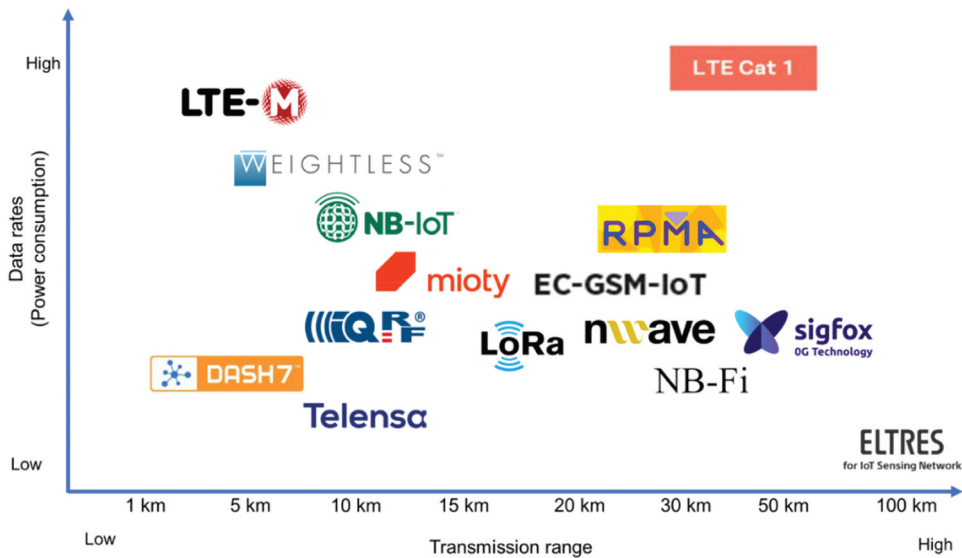 High
LTE Cat 1
LTE-M
WEIGHTLESS™
Data rates
(Power consumption)
NB-IoT
RPMA
mioty
EC-GSM-IoT
IQRF®
LoRa
nwave
sigfox
0G Technology
DASH7™
NB-Fi
Telensa
ELTRES
for IoT Sensing Network
Low
1 km 5 km 10 km 15 km 20 km 30 km 50 km 100 km
Low
Transmission range
High